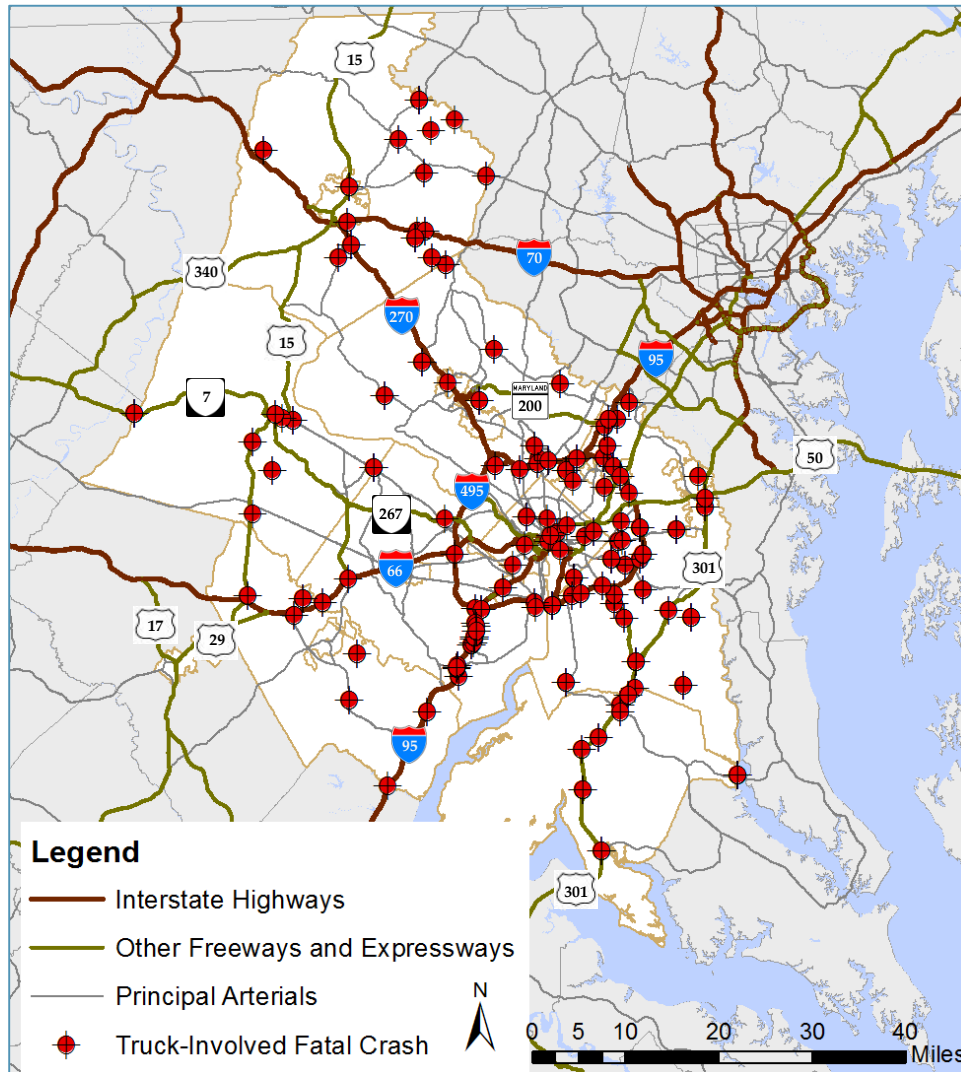 15
340
70
270
15
95
7
MARYLAND
200
50
495
267
301
66
17
29
95
301
Legend
Interstate Highways
Other Freeways and Expressways
Principal Arterials
Truck-Involved Fatal Crash
N
0 5 10 20 30 40
Miles